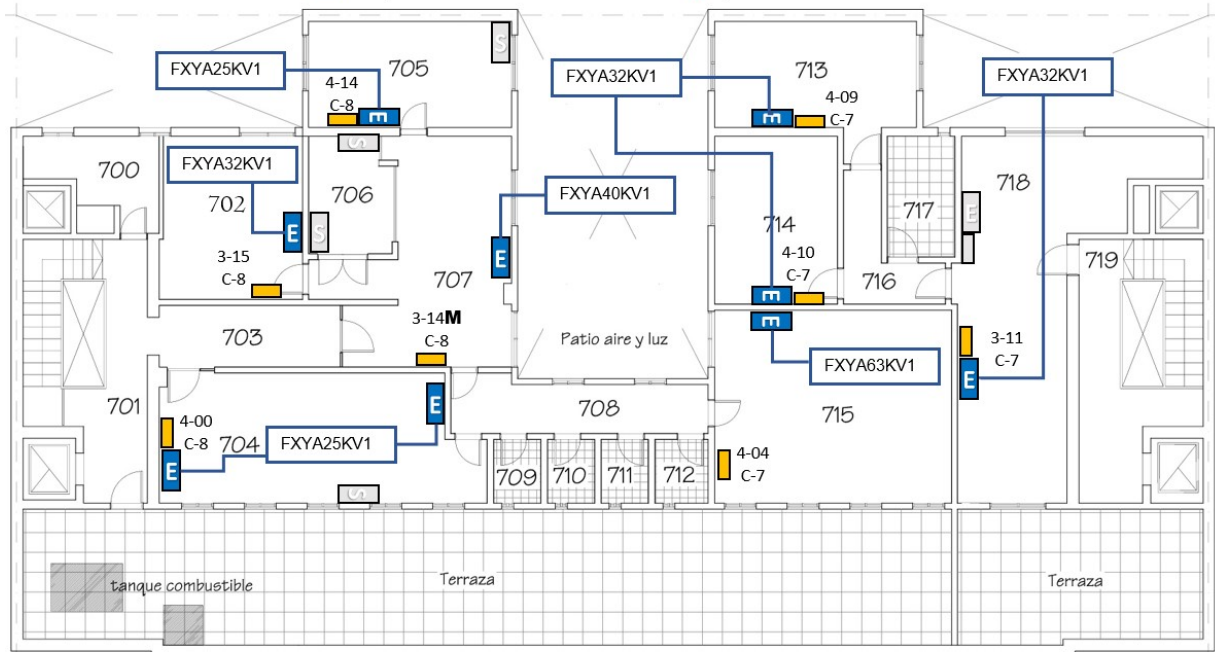 FXYA25KV1
4-14
C-8
E
705
S
FXYA32KV1
E
4-09
C-7
713
FXYA32KV1
700
FXYA32KV1
702
E
3-15
C-8
S
706
S
FXYA40KV1
E
707
3-14M
C-8
714
4-10
C-7
E
717
716
E
718
719
703
Patio aire y luz
E
FXYA63KV1
715
3-11
C-7
E
701
4-00
C-8
704
E
FXYA25KV1
E
S
708
709
710
711
712
4-04
C-7
tanque combustible
Terraza
Terraza